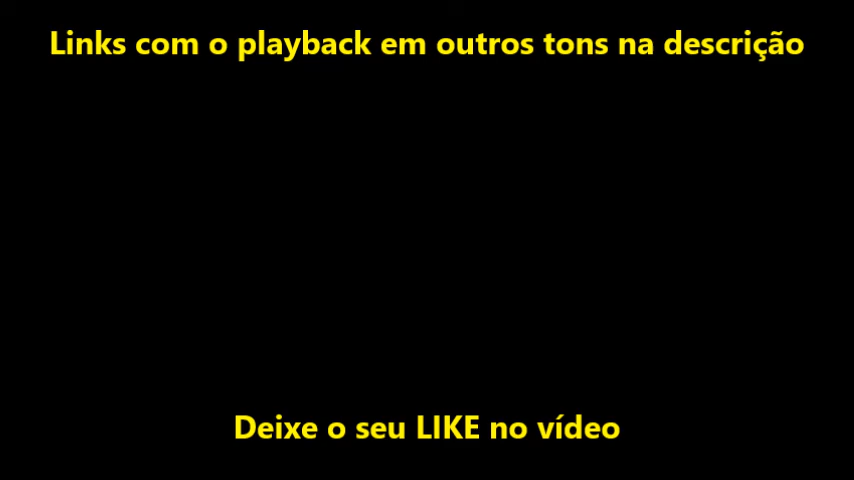 Links com o playback em outros tons na descrição
Deixe o seu LIKE no vídeo